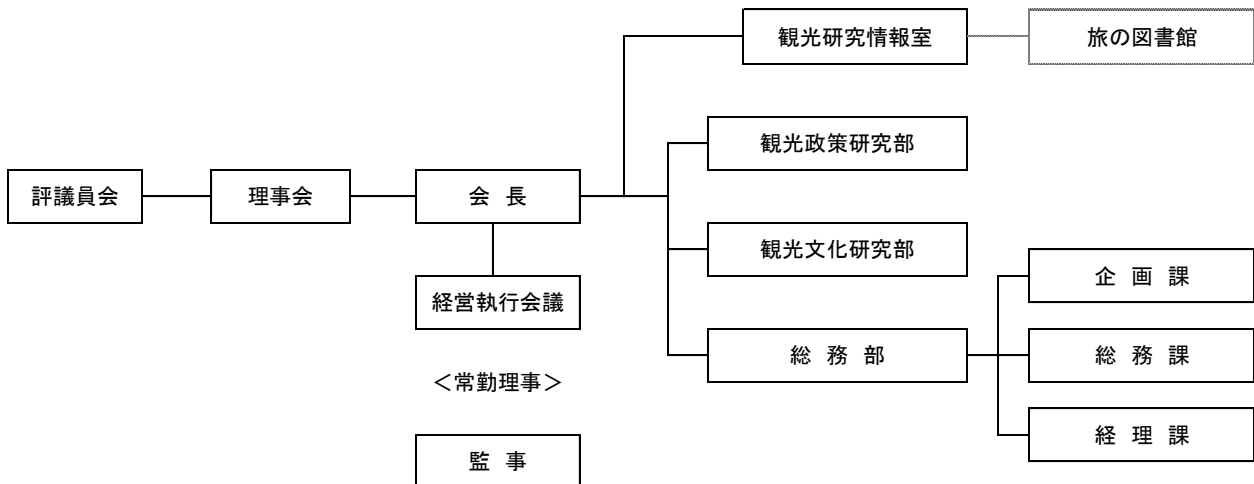 観光研究情報室
旅の図書館
観光政策研究部
評議員会
理事会
会 長
観光文化研究部
経営執行会議
企 画 課
総 務 部
総 務 課
＜常勤理事＞
経 理 課
監 事